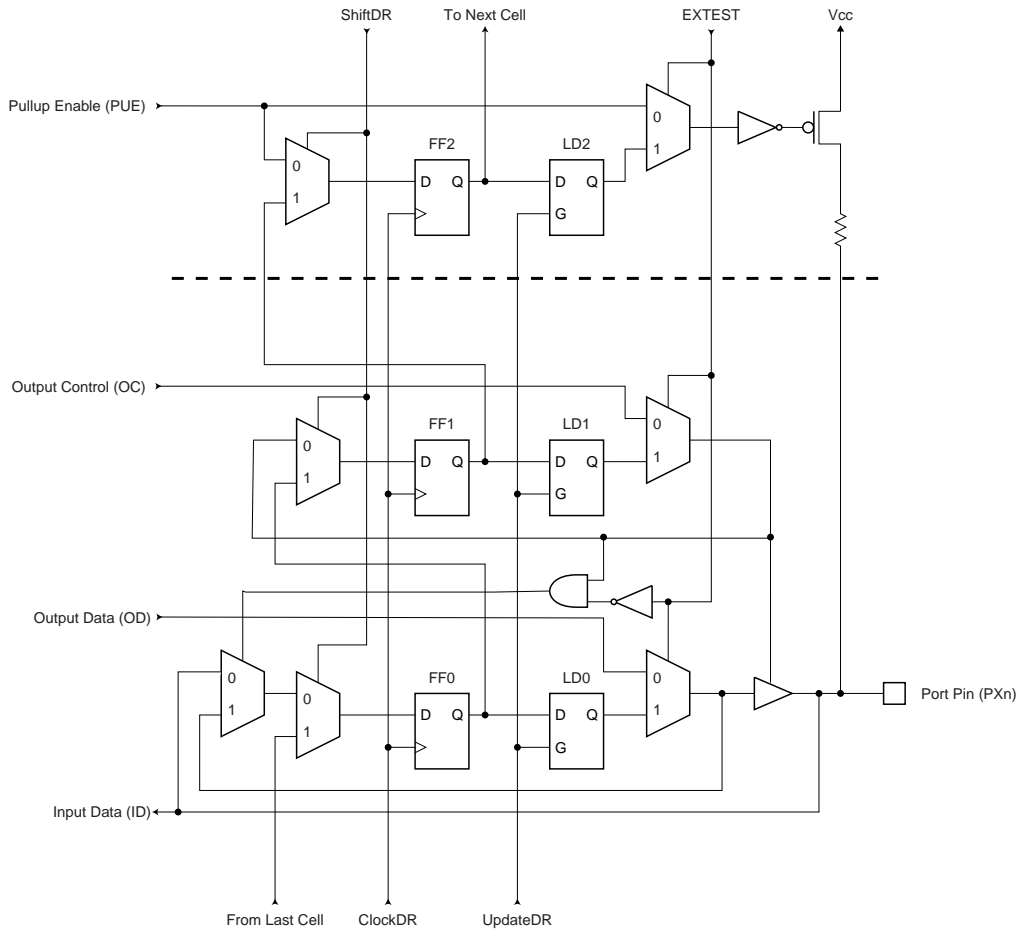 ShiftDR
To Next Cell
EXTEST
Vcc
Pullup Enable (PUE)
0
1
FF2
D Q
LD2
D Q
G
0
1
Output Control (OC)
0
1
FF1
D Q
LD1
D Q
G
0
1
Output Data (OD)
0
1
0
1
FF0
D Q
LD0
D Q
G
0
1
Port Pin (PXn)
Input Data (ID)
From Last Cell
ClockDR
UpdateDR